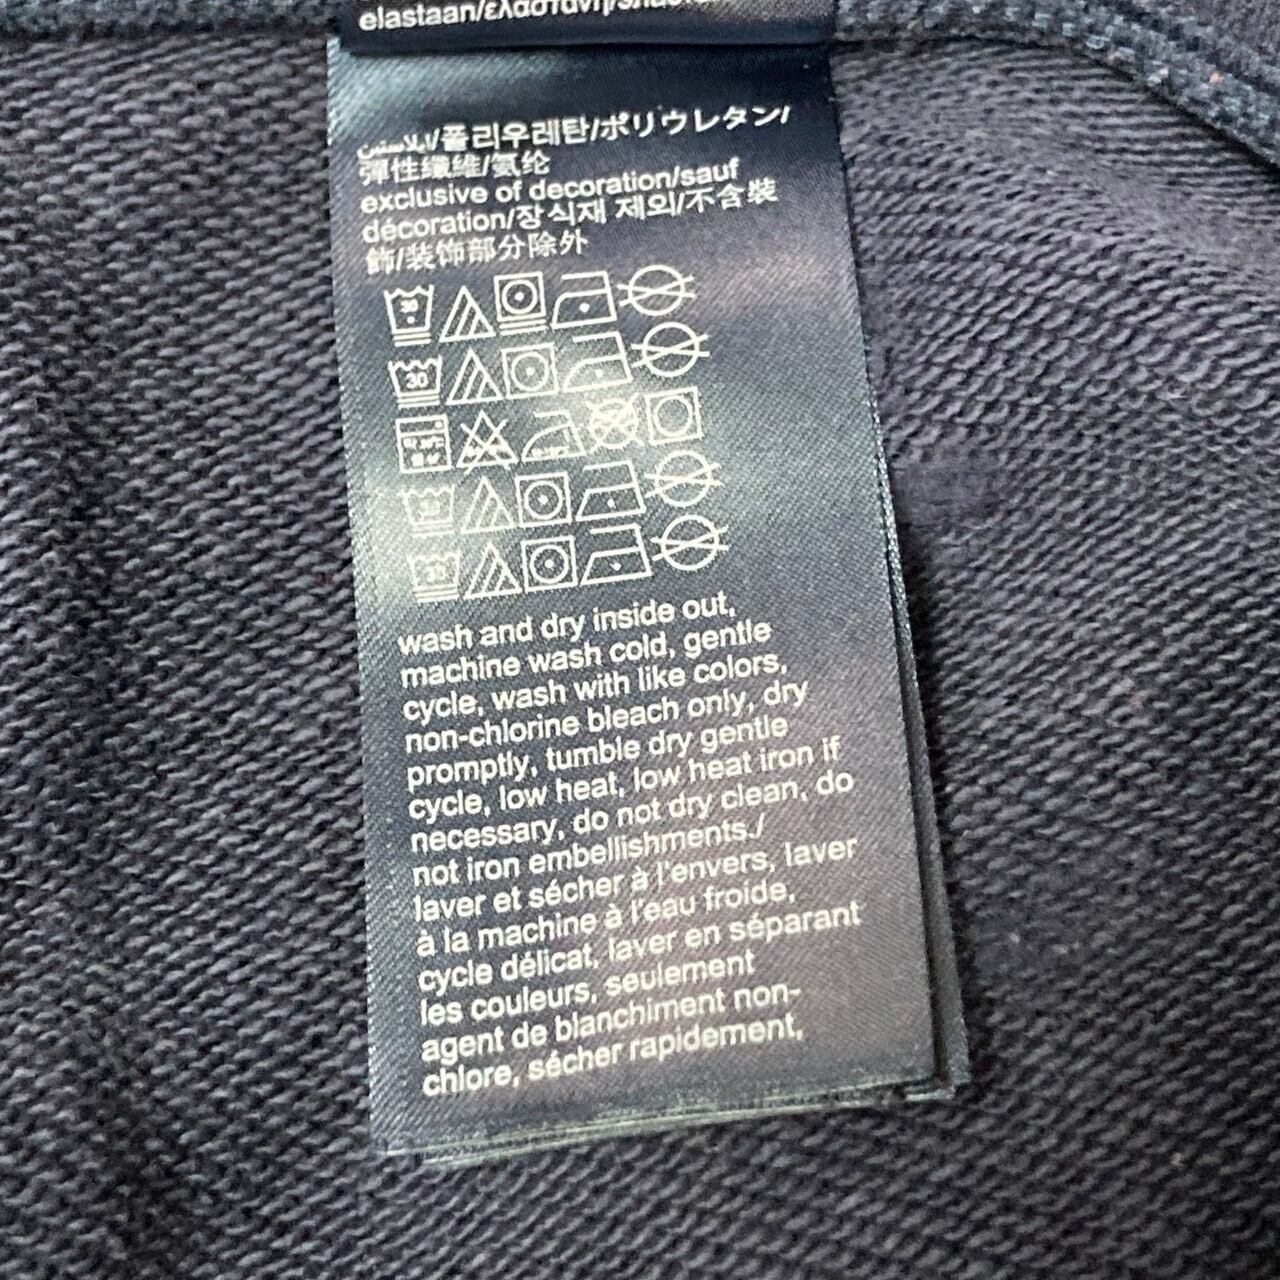 elastaan/ελαστάνη/
إيلاستين/폴리우레탄/ポリウレタン/
彈性纖維/氨纶
exclusive of decoration/sauf
décoration/장식재 제외/不含裝
飾/装饰部分除外
30
30
30
30
wash and dry inside out,
machine wash cold, gentle
cycle, wash with like colors,
non-chlorine bleach only, dry
promptly, tumble dry gentle
cycle, low heat, low heat iron if
necessary, do not dry clean, do
not iron embellishments./
laver et sécher à l'envers, laver
à la machine à l'eau froide,
cycle délicat, laver en séparant
les couleurs, seulement
agent de blanchiment non-
chlore, sécher rapidement,